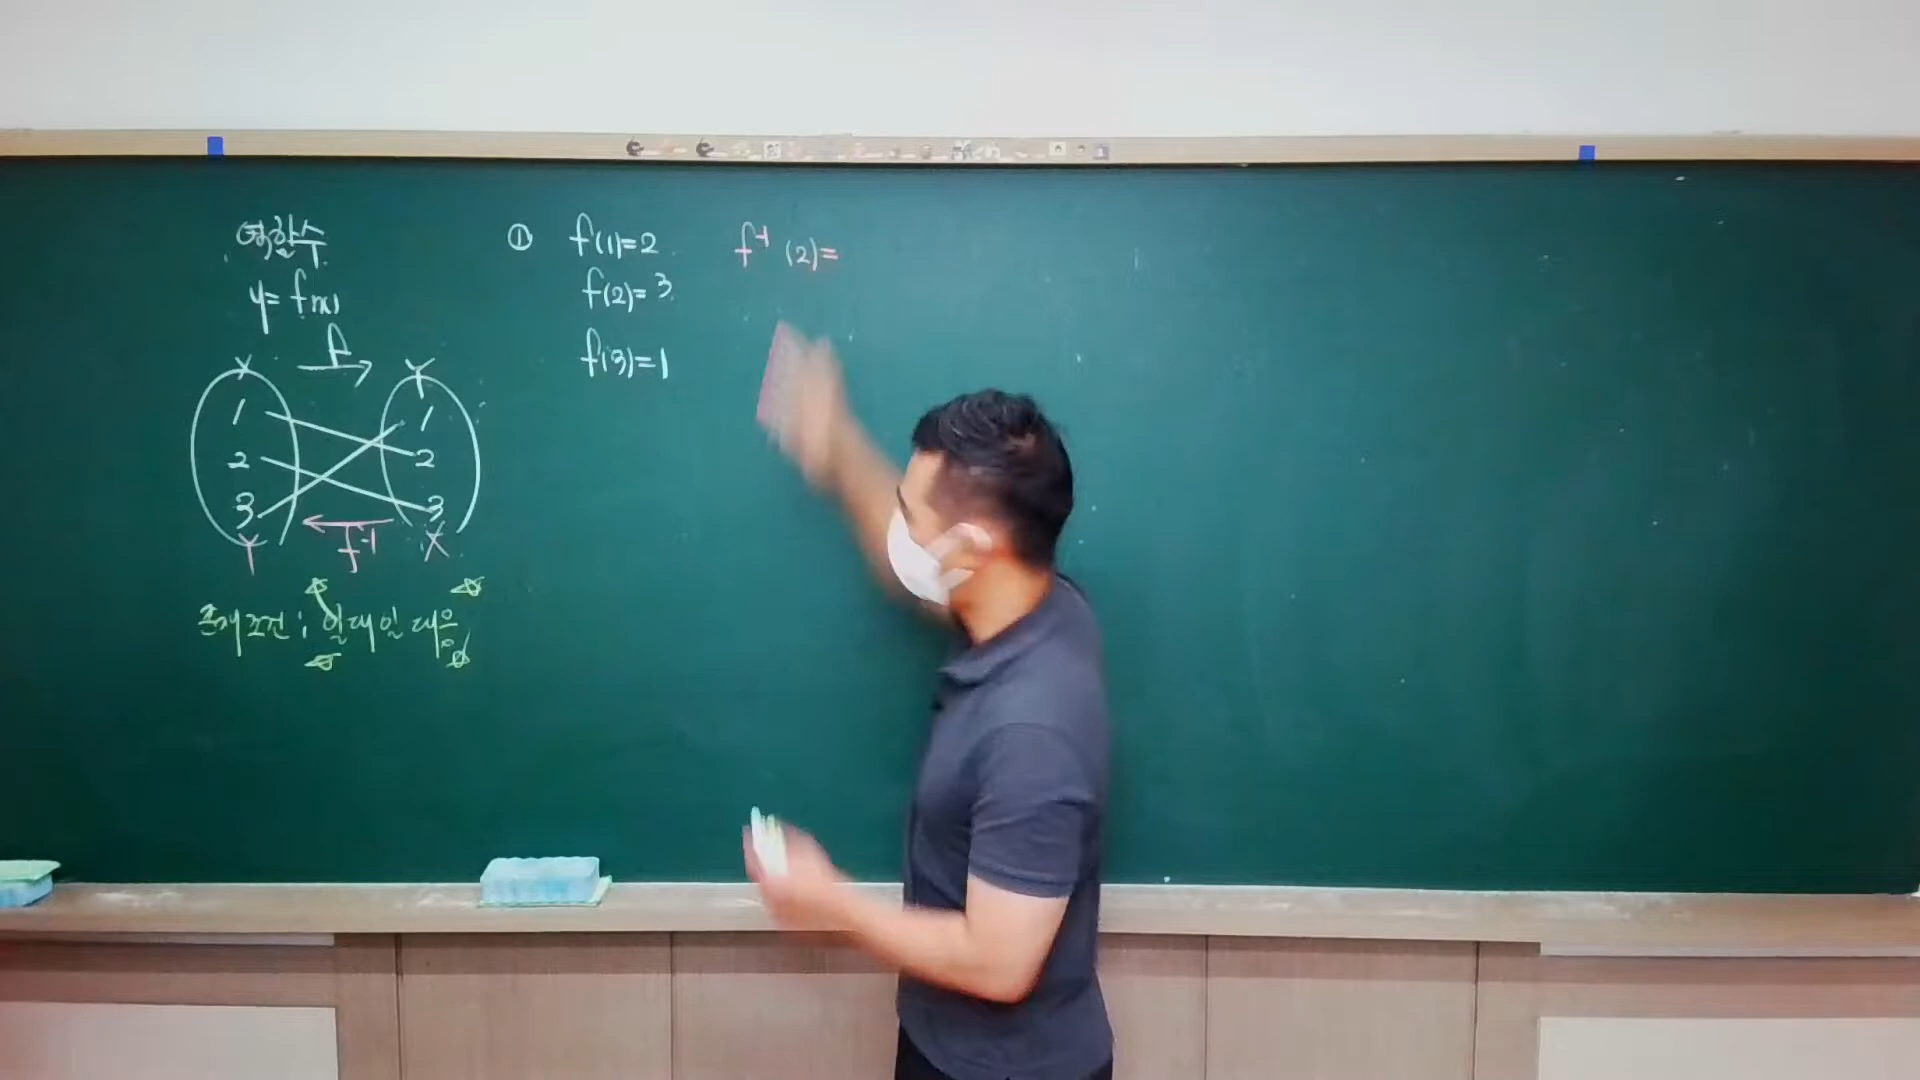 역함수
y= f(x)
f
X Y
1 1
2 2
3 3
Y f⁻¹ X
존재조건 : 일대일 대응
① f(1)=2 f⁻¹ (2)=
f(2)=3
f(3)=1